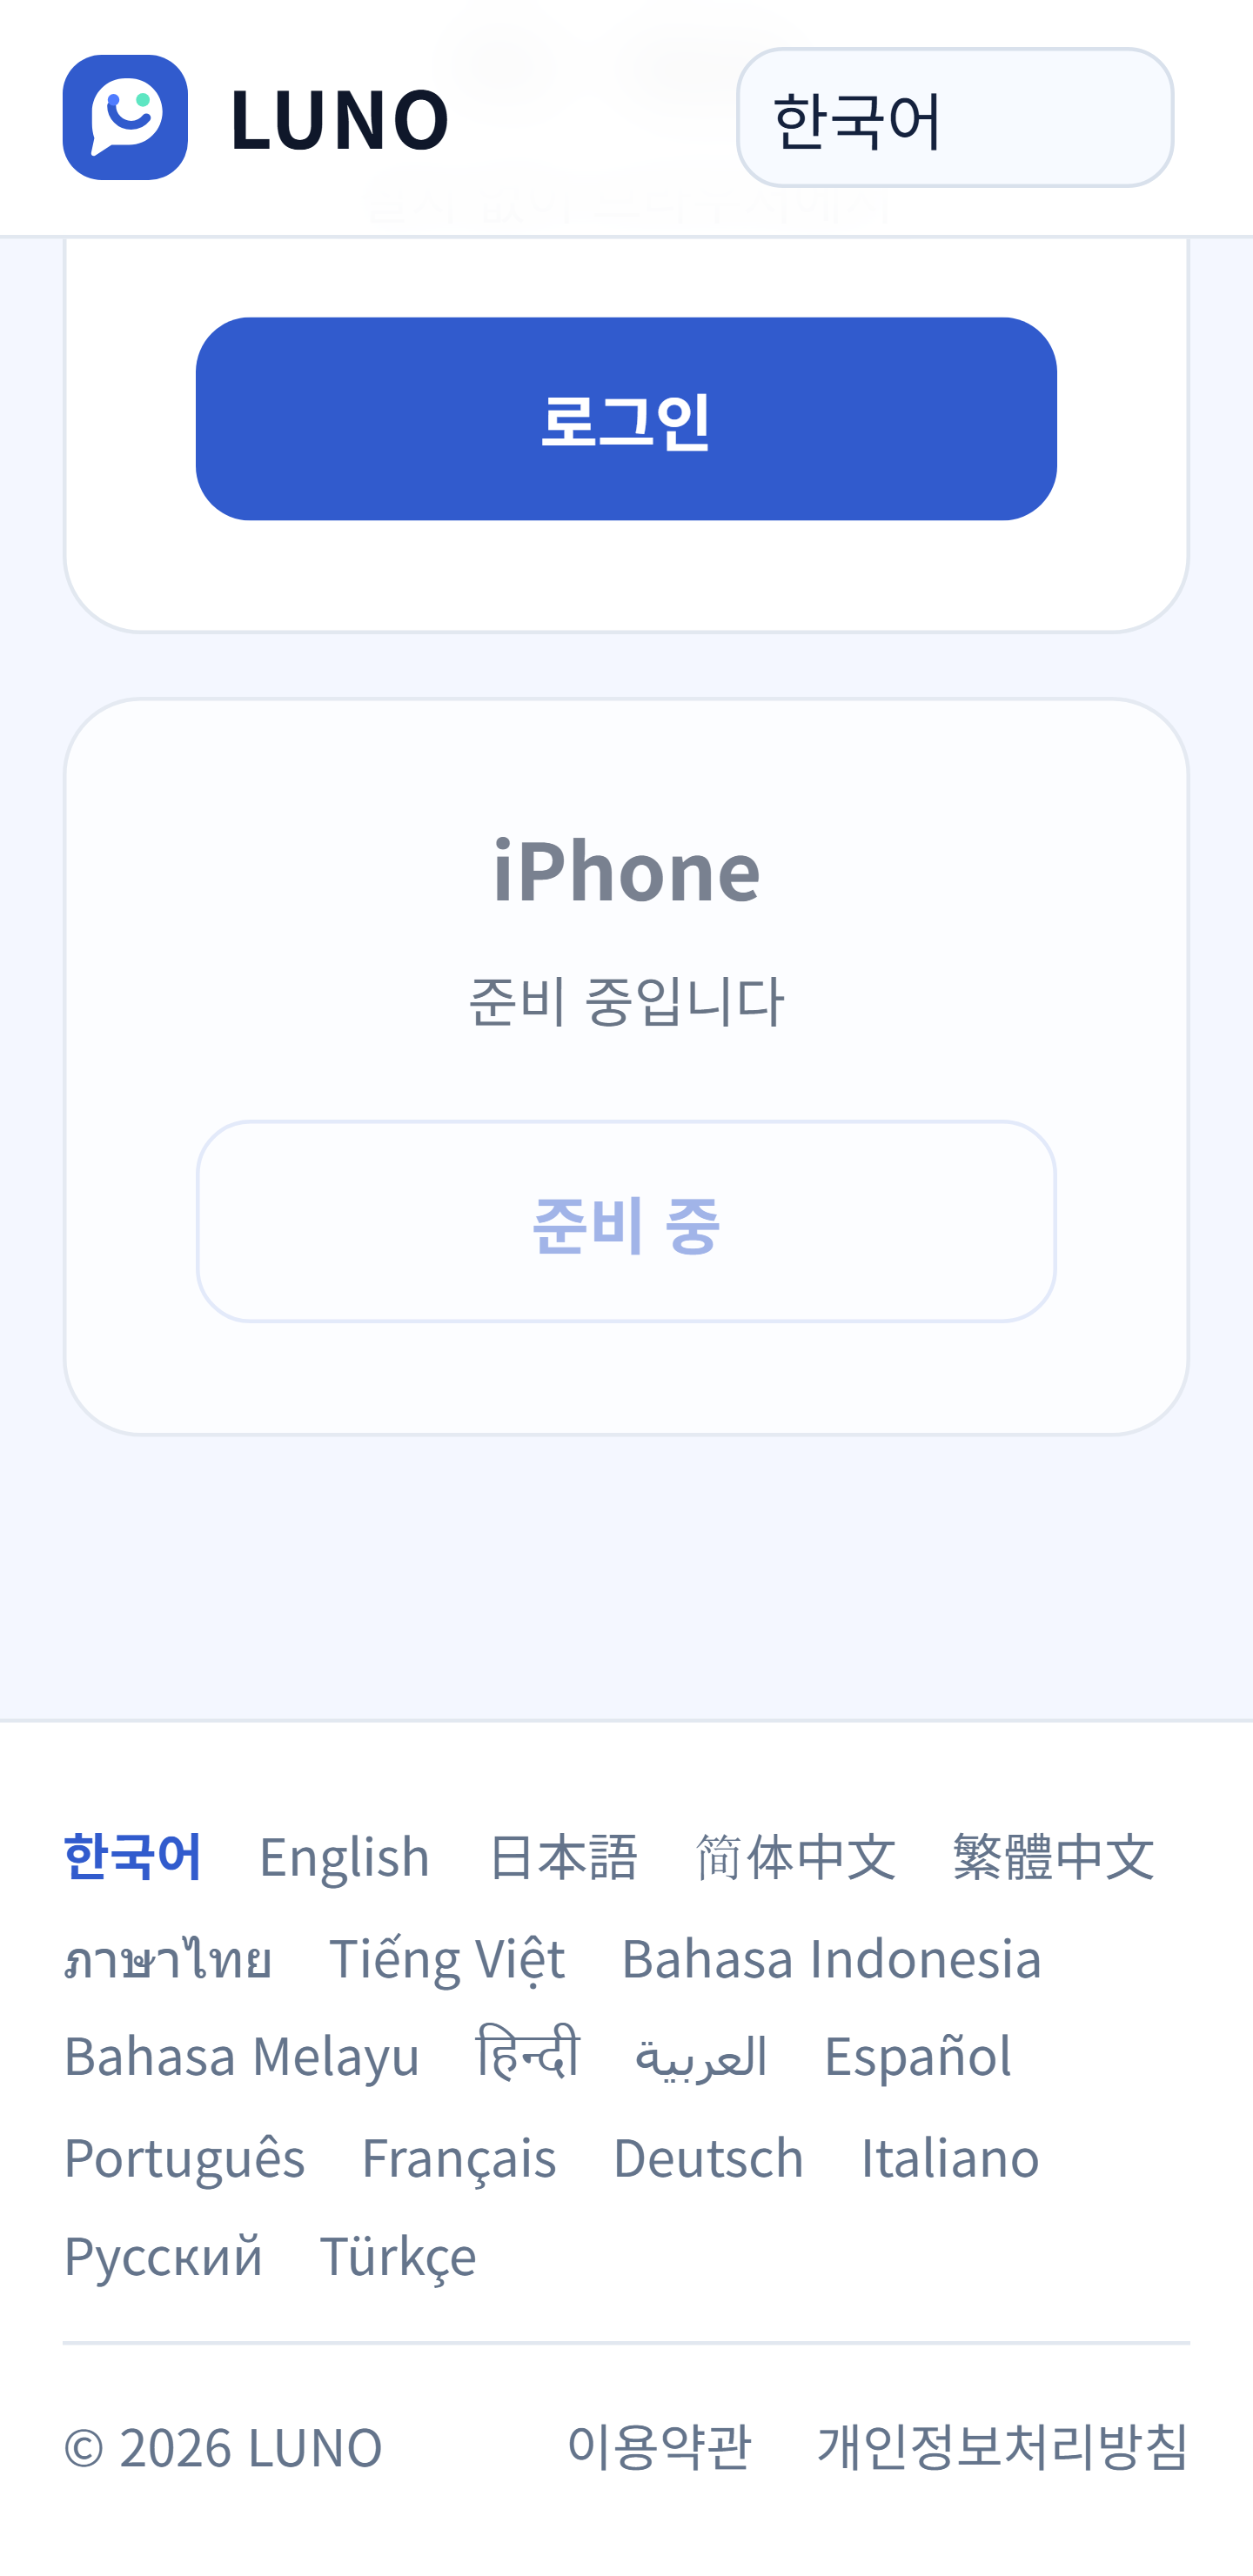 LUNO
한국어
로그인
iPhone
준비 중입니다
준비 중
한국어 English 日本語 简体中文 繁體中文
ภาษาไทย Tiếng Việt Bahasa Indonesia
Bahasa Melayu हिन्दी العربية Español
Português Français Deutsch Italiano
Русский Türkçe
© 2026 LUNO 이용약관 개인정보처리방침